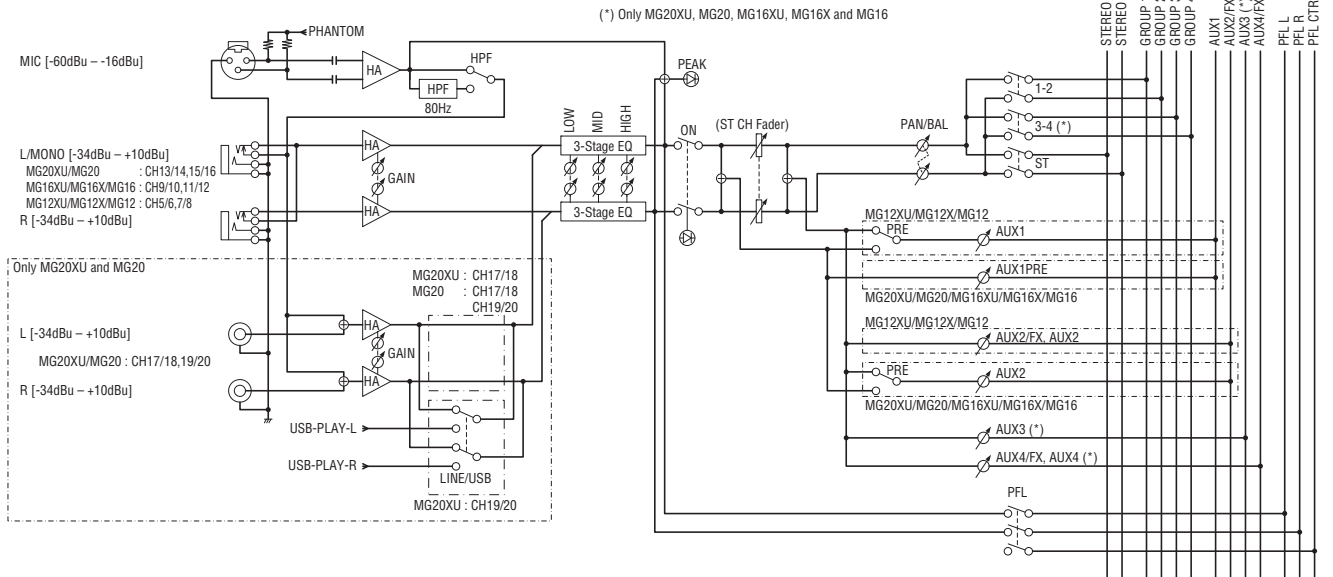 (*) Only MG20XU, MG20, MG16XU, MG16X and MG16
STEREO
STEREO
GROUP
GROUP
GROUP
GROUP
AUX1
AUX2/FX
AUX3 (*)
AUX4/FX
PFL L
PFL R
PFL CTR
PHANTOM
MIC [-60dBu – -16dBu]
HA
HPF
HPF
80Hz
PEAK
L/MONO [-34dBu – +10dBu]
MG20XU/MG20 : CH13/14,15/16
MG16XU/MG16X/MG16 : CH9/10,11/12
MG12XU/MG12X/MG12 : CH5/6,7/8
R [-34dBu – +10dBu]
HA
GAIN
HA
LOW
MID
HIGH
3-Stage EQ
3-Stage EQ
ON
(ST CH Fader)
PAN/BAL
1-2
3-4 (*)
ST
MG12XU/MG12X/MG12
PRE
AUX1
AUX1PRE
MG20XU/MG20/MG16XU/MG16X/MG16
MG12XU/MG12X/MG12
AUX2/FX, AUX2
PRE
AUX2
MG20XU/MG20/MG16XU/MG16X/MG16
AUX3 (*)
AUX4/FX, AUX4 (*)
PFL
Only MG20XU and MG20
MG20XU : CH17/18
MG20 : CH17/18
CH19/20
L [-34dBu – +10dBu]
HA
GAIN
MG20XU/MG20 : CH17/18,19/20
R [-34dBu – +10dBu]
HA
USB-PLAY-L
USB-PLAY-R
LINE/USB
MG20XU : CH19/20